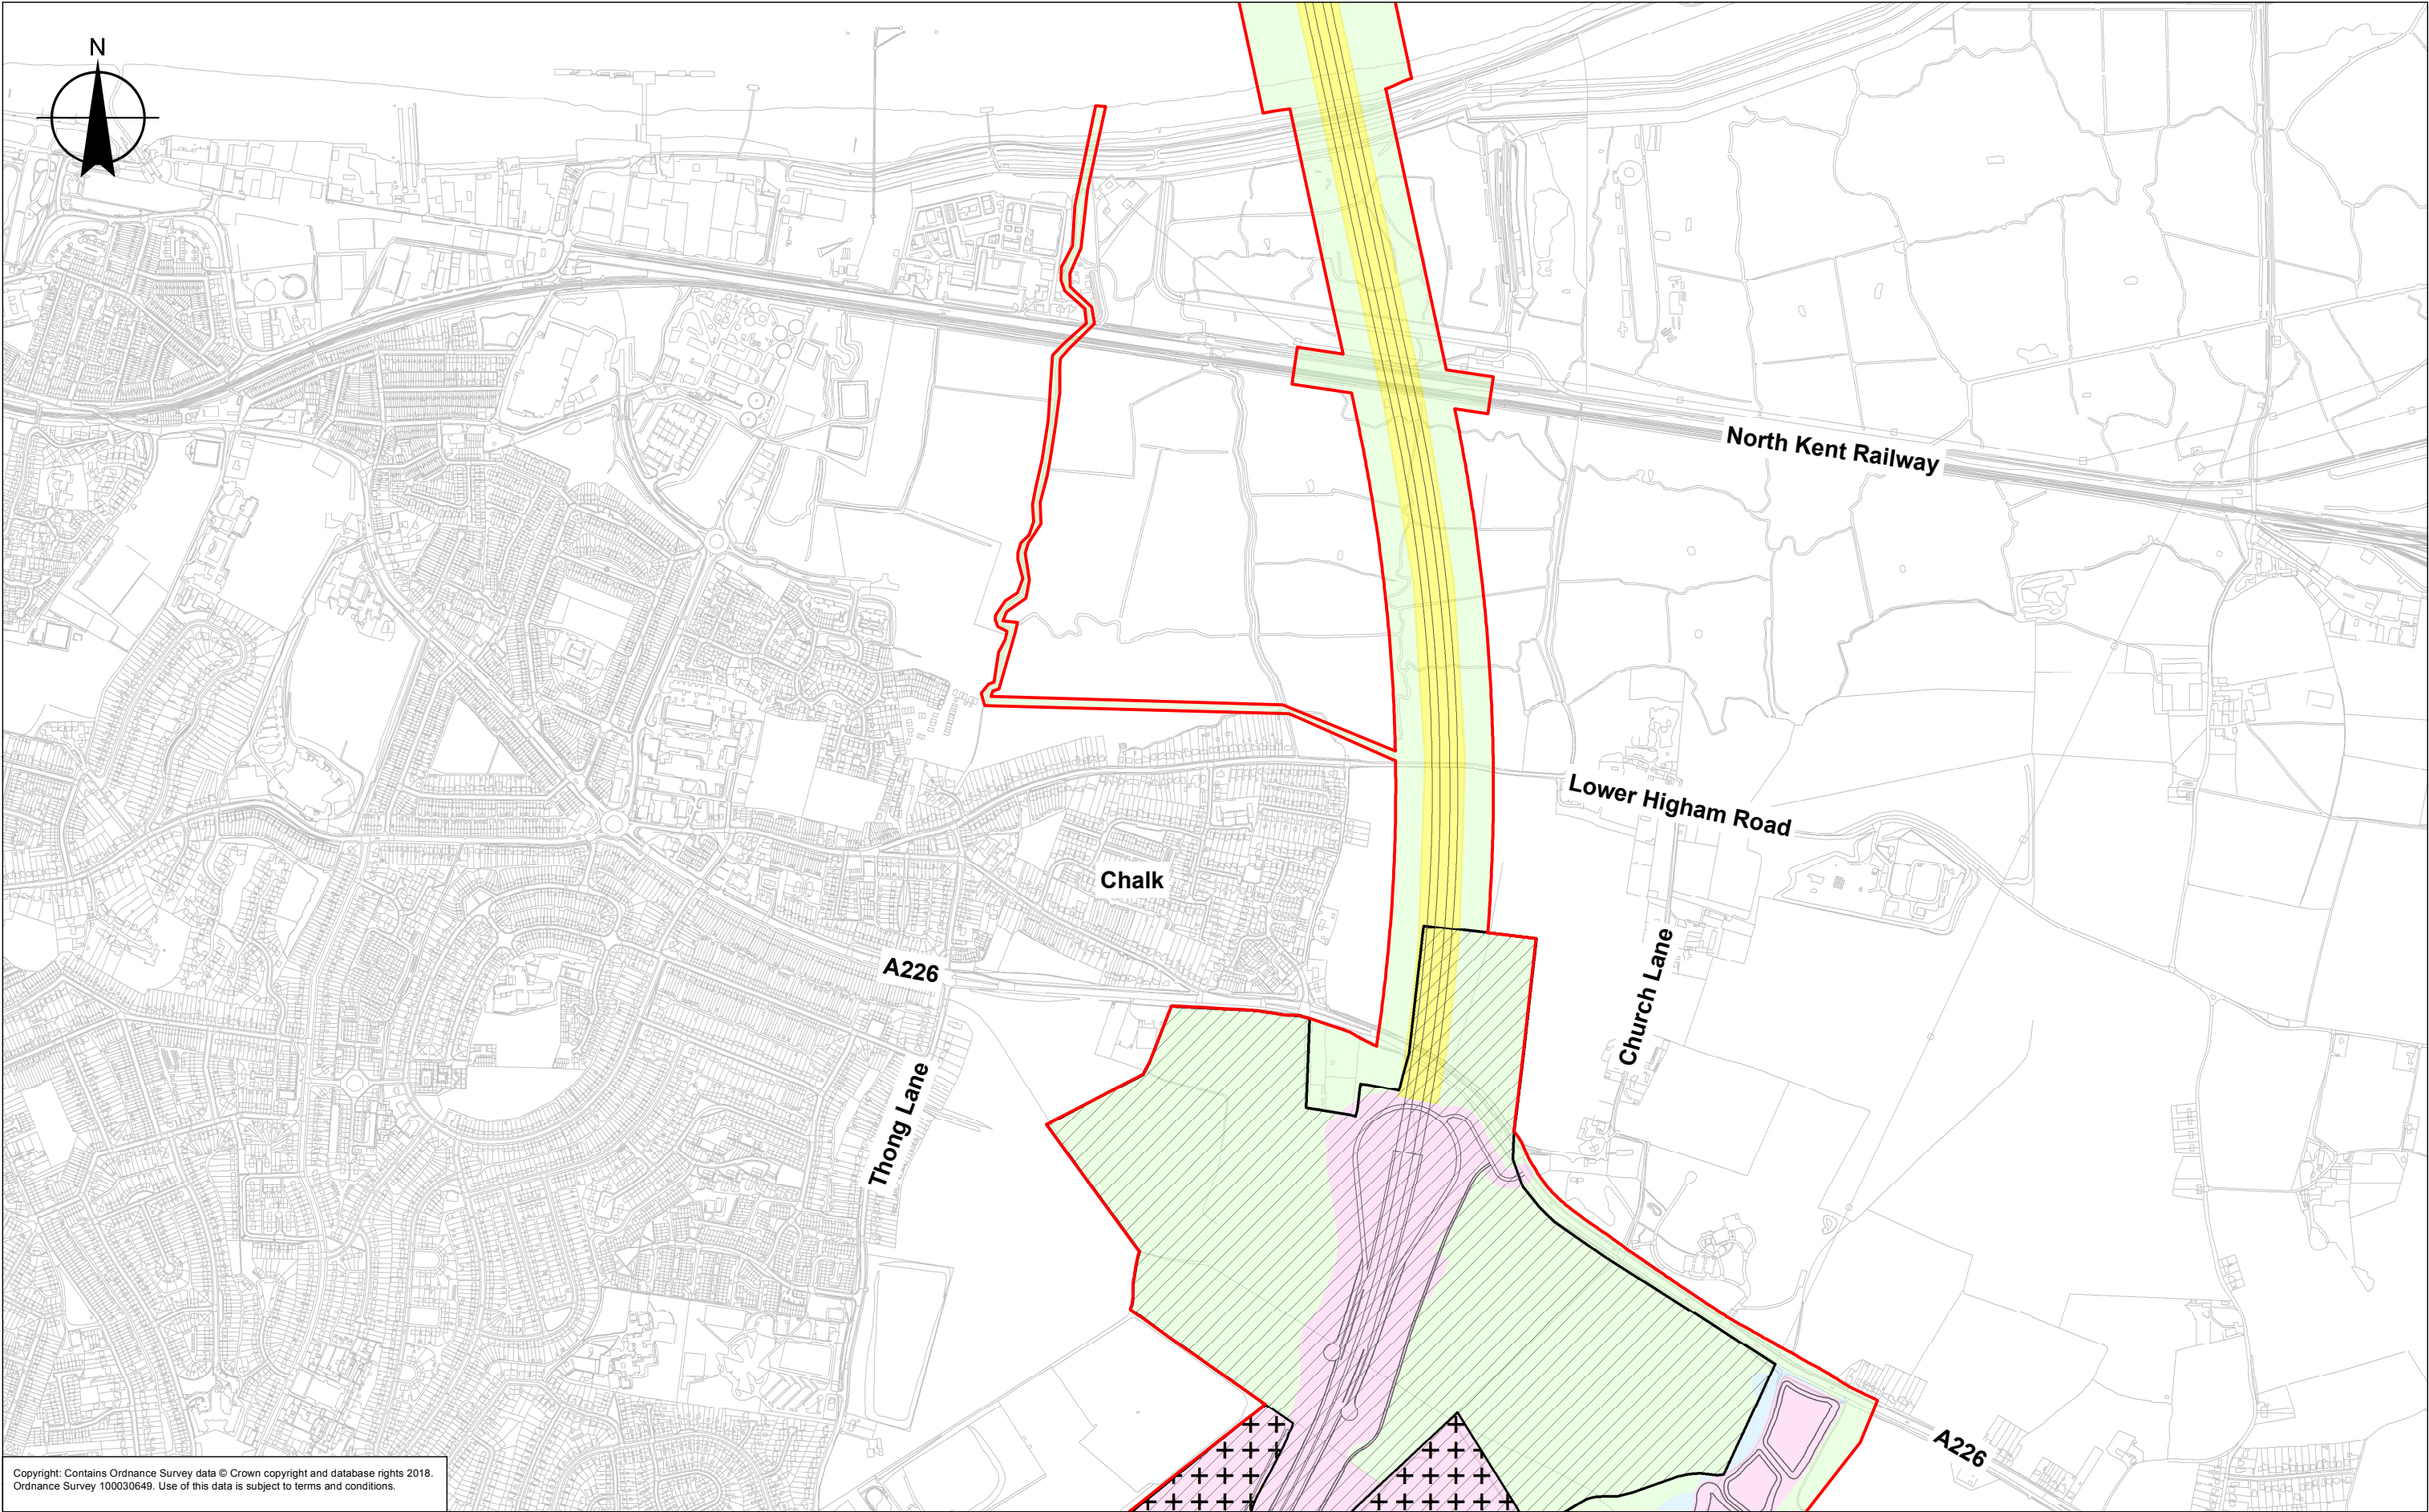 N
North Kent Railway
Lower Higham Road
Chalk
A226
Church Lane
Thong Lane
A226
Copyright: Contains Ordnance Survey data © Crown copyright and database rights 2018.
Ordnance Survey 100030649. Use of this data is subject to terms and conditions.